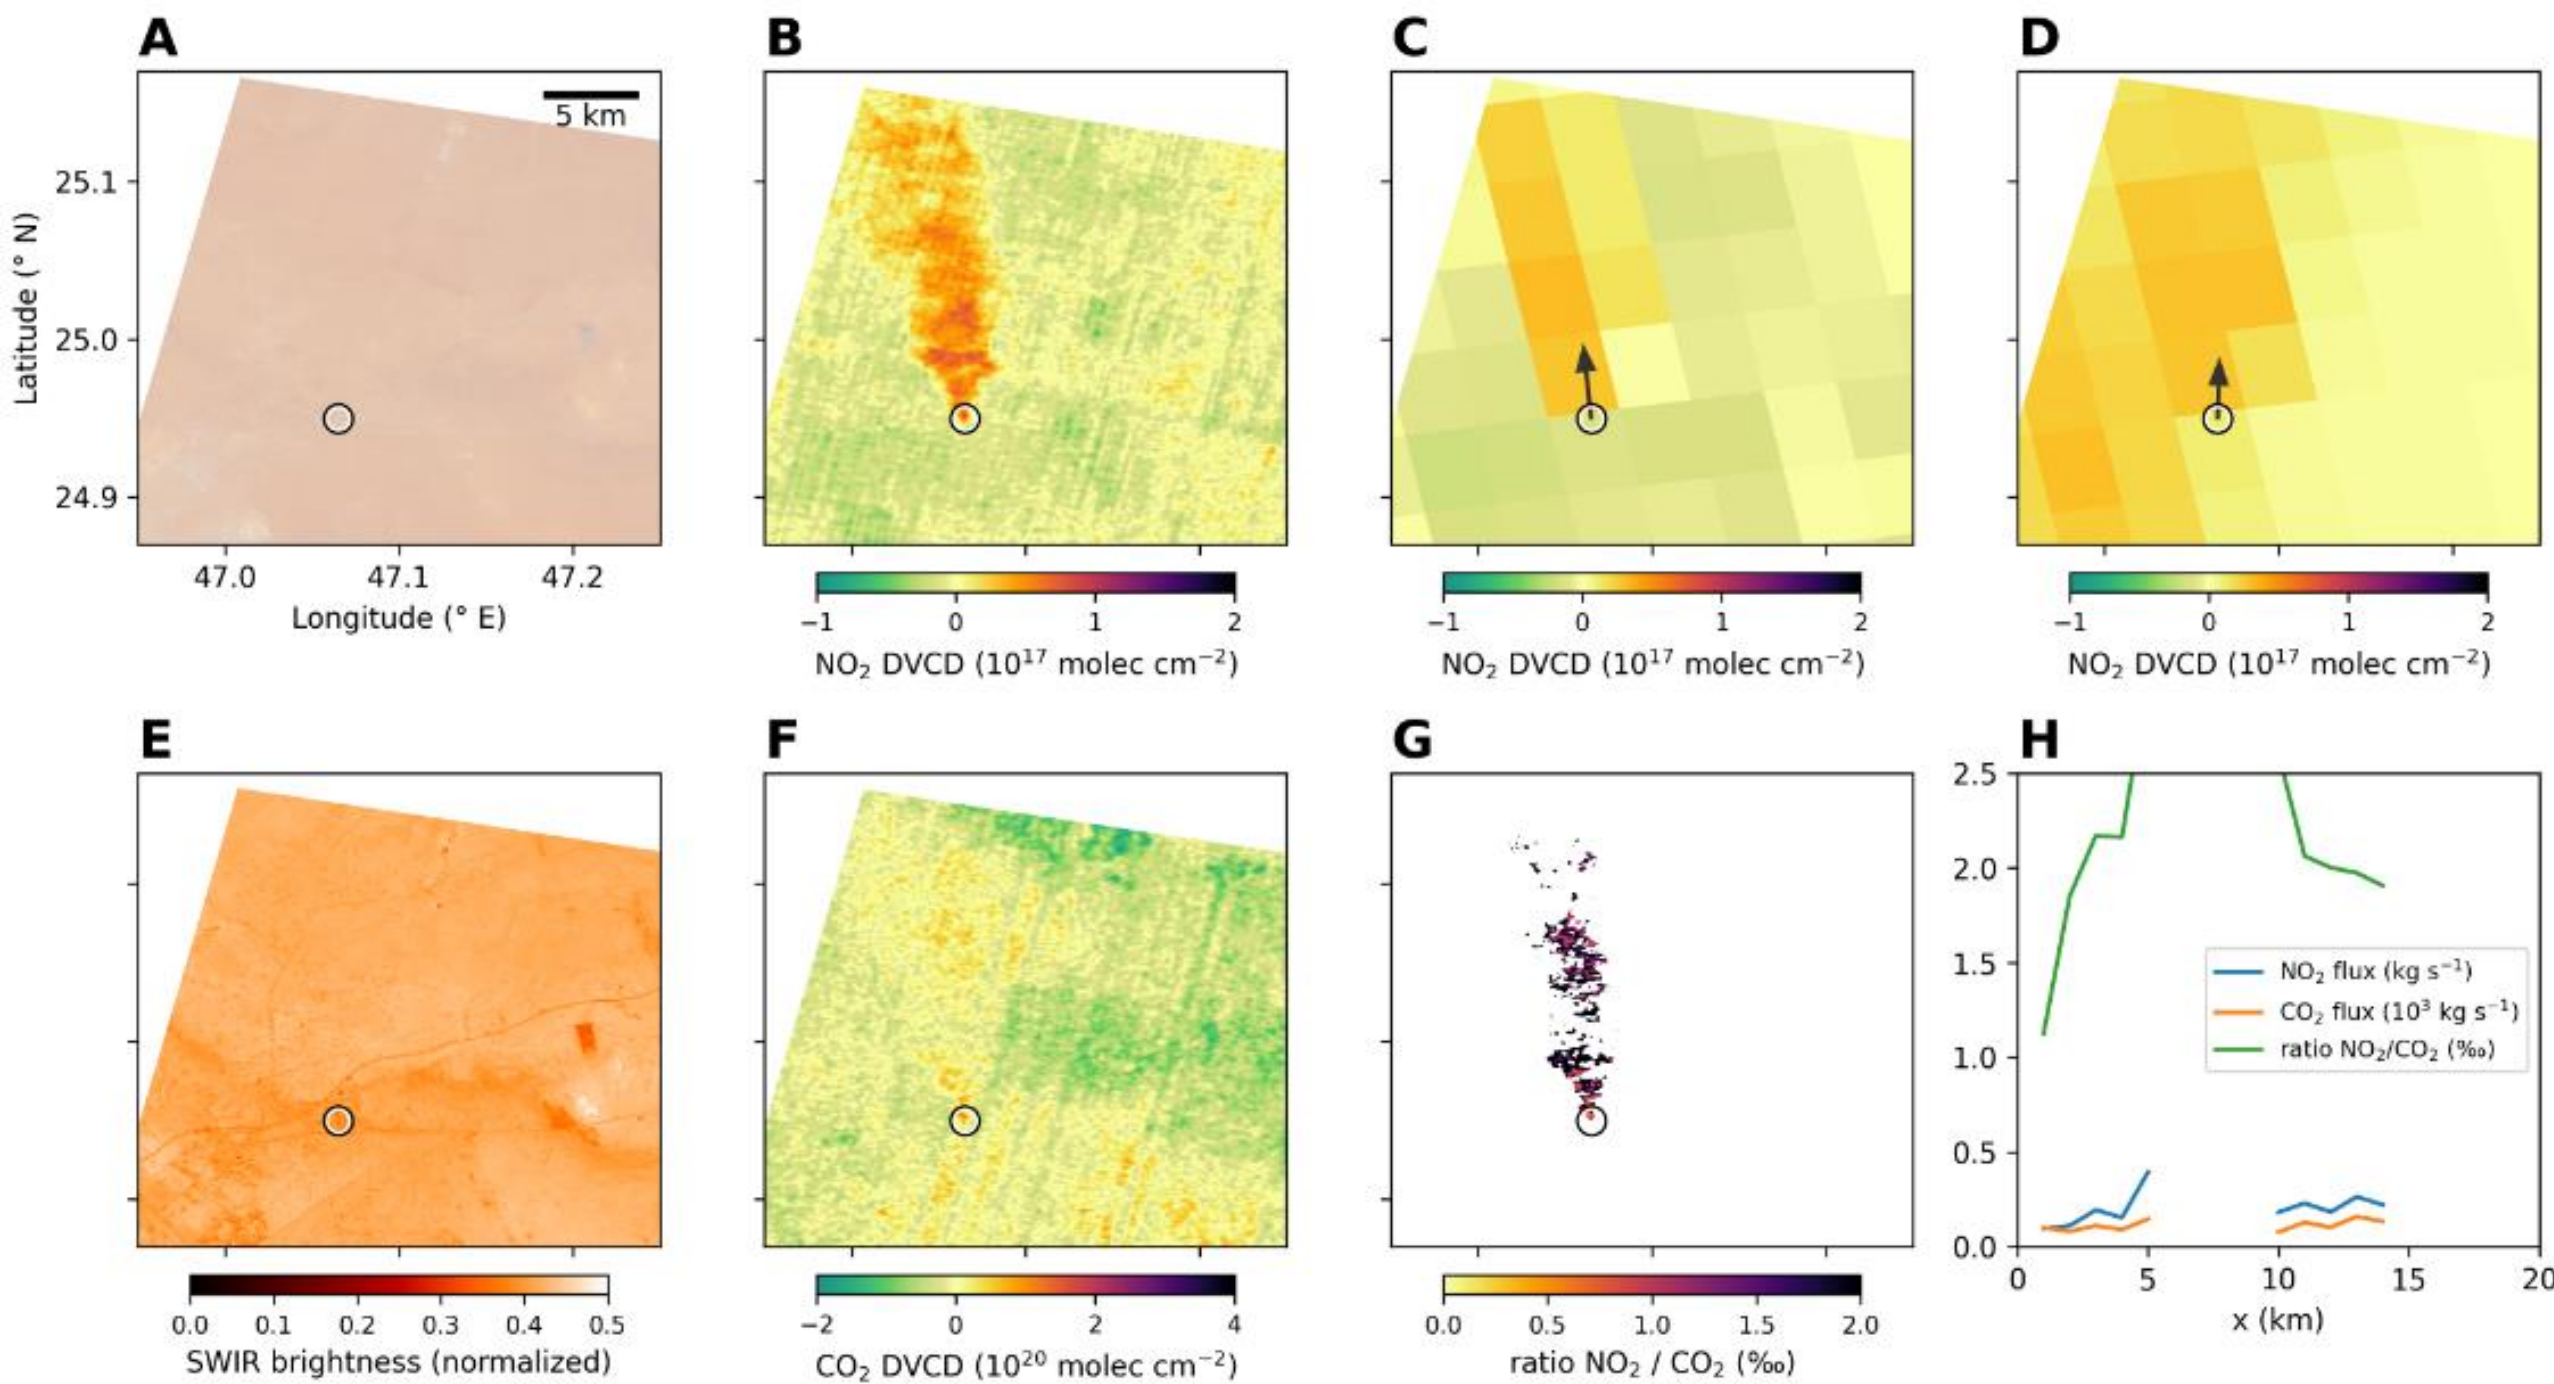 A
B
C
D
5 km
25.1
25.0
24.9
Latitude (° N)
47.0 47.1 47.2
Longitude (° E)
−1 0 1 2
NO₂ DVCD (10¹⁷ molec cm⁻²)
−1 0 1 2
NO₂ DVCD (10¹⁷ molec cm⁻²)
−1 0 1 2
NO₂ DVCD (10¹⁷ molec cm⁻²)
E
F
G
H
0.0 0.1 0.2 0.3 0.4 0.5
SWIR brightness (normalized)
−2 0 2 4
CO₂ DVCD (10²⁰ molec cm⁻²)
0.0 0.5 1.0 1.5 2.0
ratio NO₂ / CO₂ (‰)
2.5
2.0
1.5
1.0
0.5
0.0
NO₂ flux (kg s⁻¹)
CO₂ flux (10³ kg s⁻¹)
ratio NO₂/CO₂ (‰)
0 5 10 15 20
x (km)